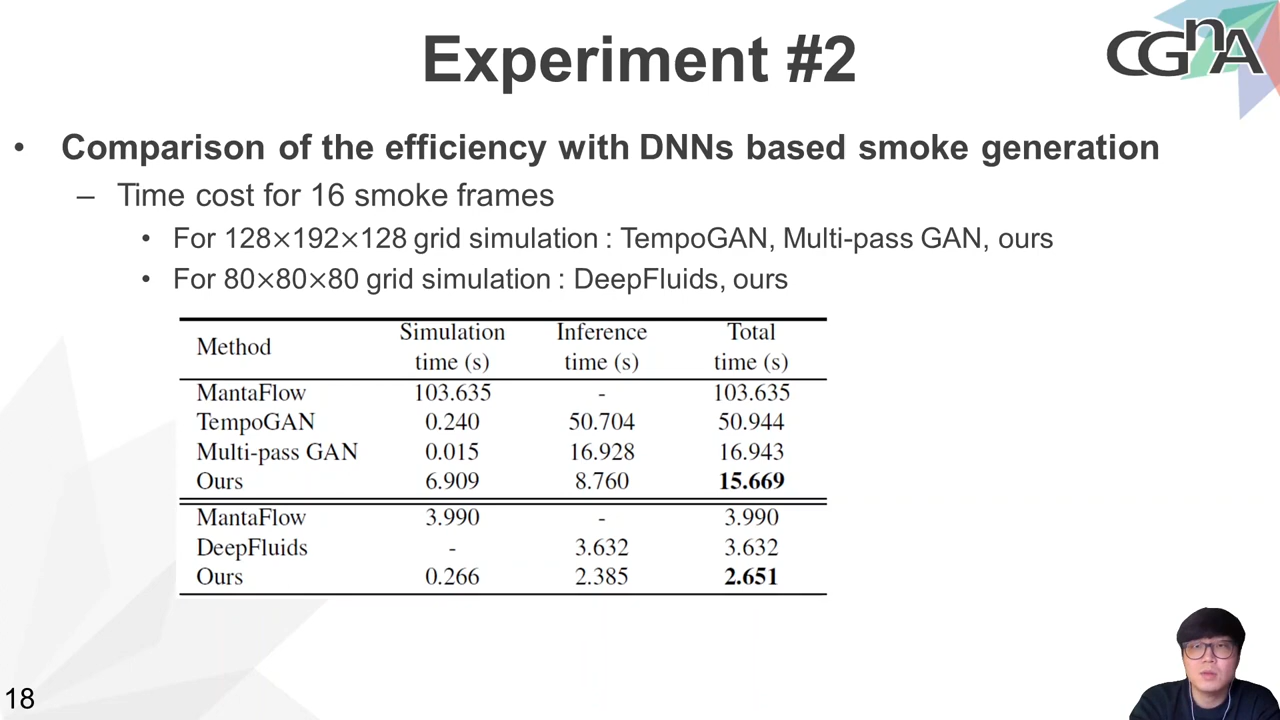 Experiment #2
CGnA
• Comparison of the efficiency with DNNs based smoke generation
– Time cost for 16 smoke frames
• For 128×192×128 grid simulation : TempoGAN, Multi-pass GAN, ours
• For 80×80×80 grid simulation : DeepFluids, ours
Method Simulation time (s) Inference time (s) Total time (s)
MantaFlow 103.635 - 103.635
TempoGAN 0.240 50.704 50.944
Multi-pass GAN 0.015 16.928 16.943
Ours 6.909 8.760 15.669
MantaFlow 3.990 - 3.990
DeepFluids - 3.632 3.632
Ours 0.266 2.385 2.651
18